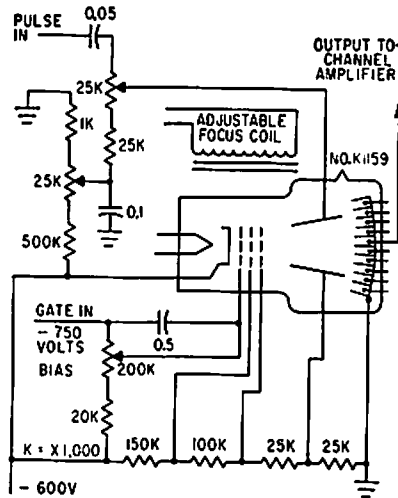 0.05
PULSE
IN
OUTPUT TO
CHANNEL
AMPLIFIER
25K
ADJUSTABLE
FOCUS COIL
1K
25K
NO.K1159
25K
0.1
500K
GATE IN
-750
VOLTS
BIAS
0.5
200K
20K
K = X1,000
150K
100K
25K
25K
-600V